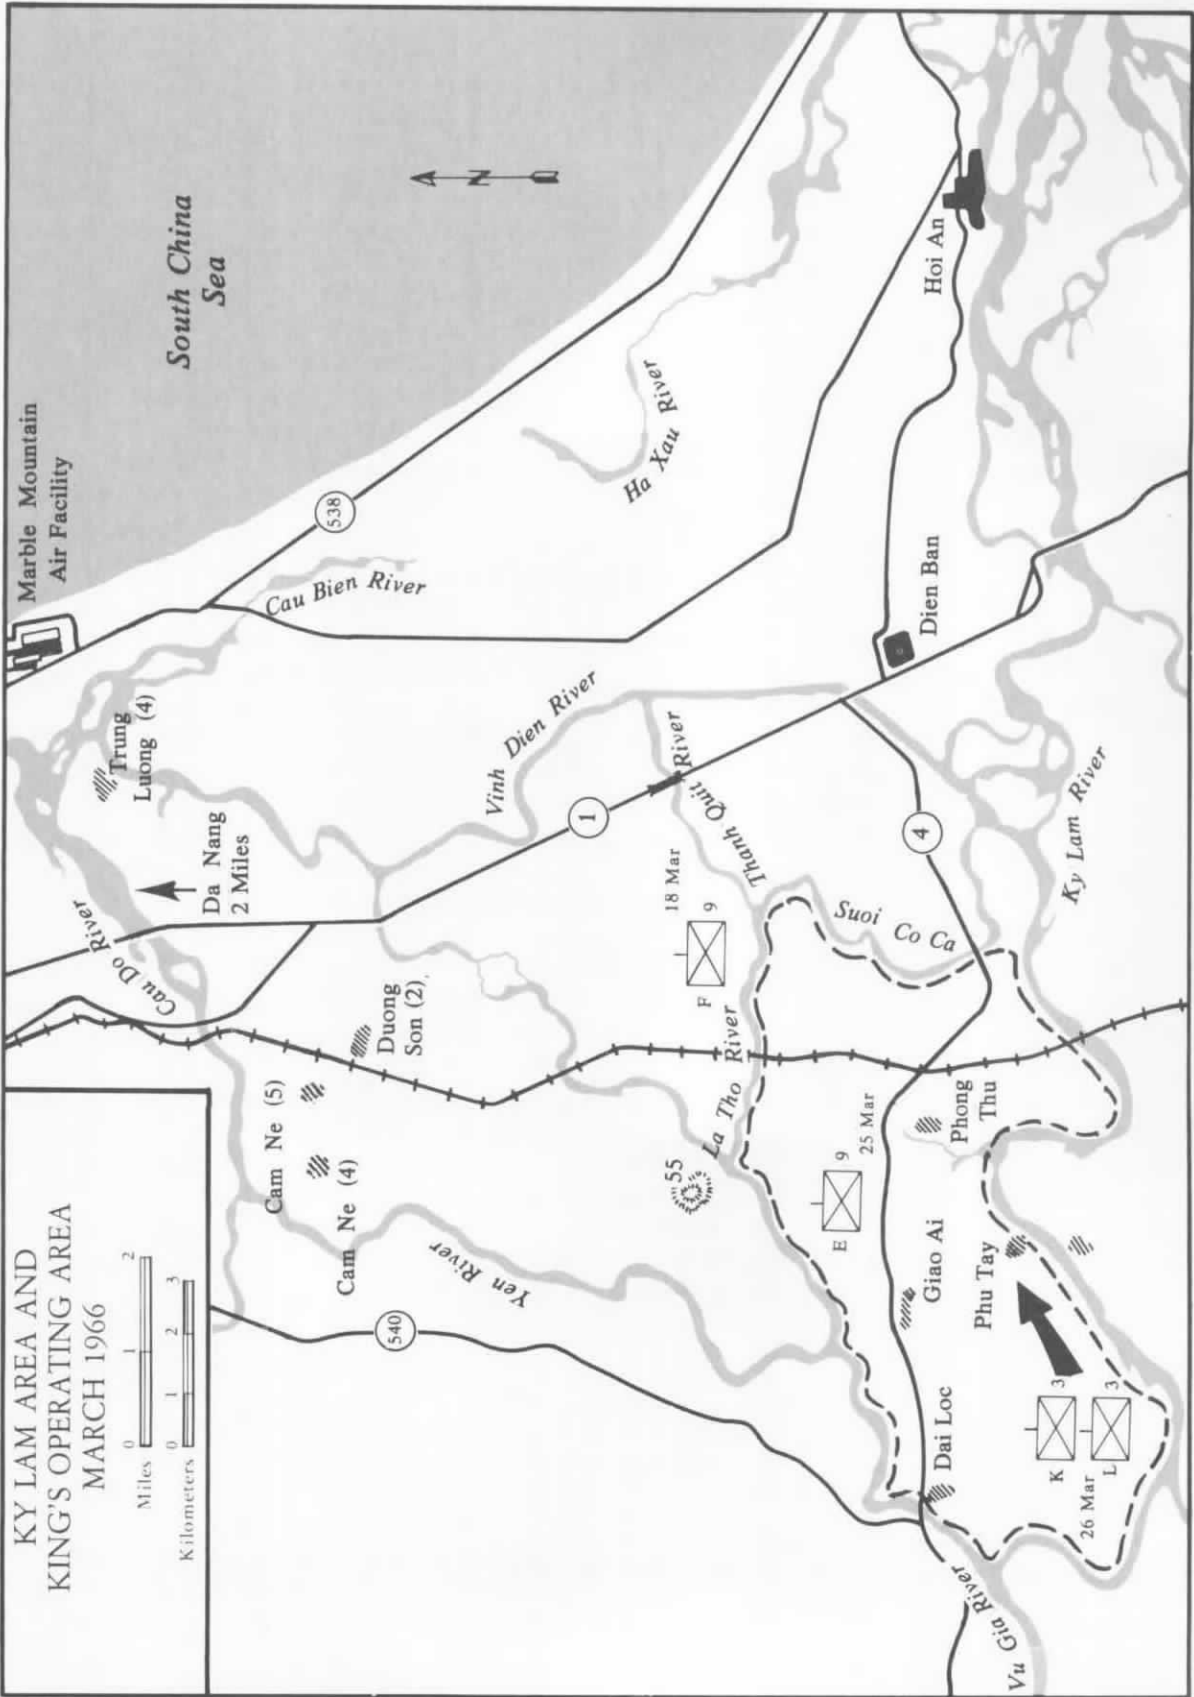 KY LAM AREA AND
KING'S OPERATING AREA
MARCH 1966
0 1 2
Miles
0 1 2 3
Kilometers
Marble Mountain
Air Facility
South China
Sea
N
538
Cau Bien River
Ha Xau River
Trung
Luong (4)
Da Nang
2 Miles
Cau Do River
Vinh Dien River
Hoi An
Dien Ban
1
Thanh Quit River
18 Mar
F 9
Suoi Co Ca
4
Ky Lam River
Duong
Son (2)
Cam Ne (5)
Cam Ne (4)
Yen River
540
55
La Tho River
25 Mar
E 9
Phong
Thu
Giao Ai
Phu Tay
Dai Loc
K 3
L 3
26 Mar
Vu Gia River